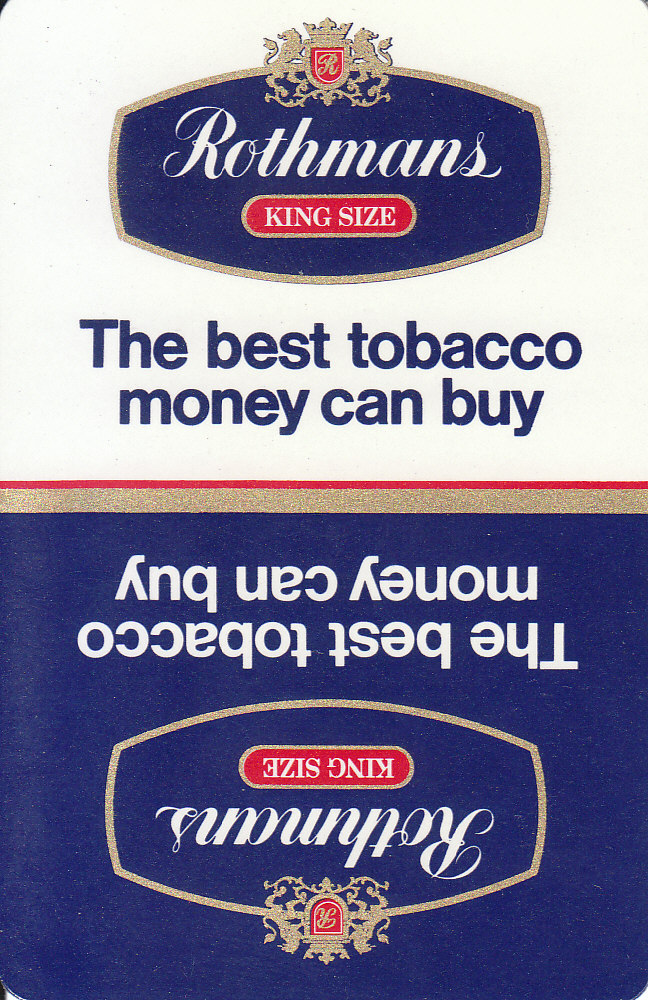 R
Rothmans
KING SIZE
The best tobacco
money can buy
The best tobacco
money can buy
KING SIZE
Rothmans
R